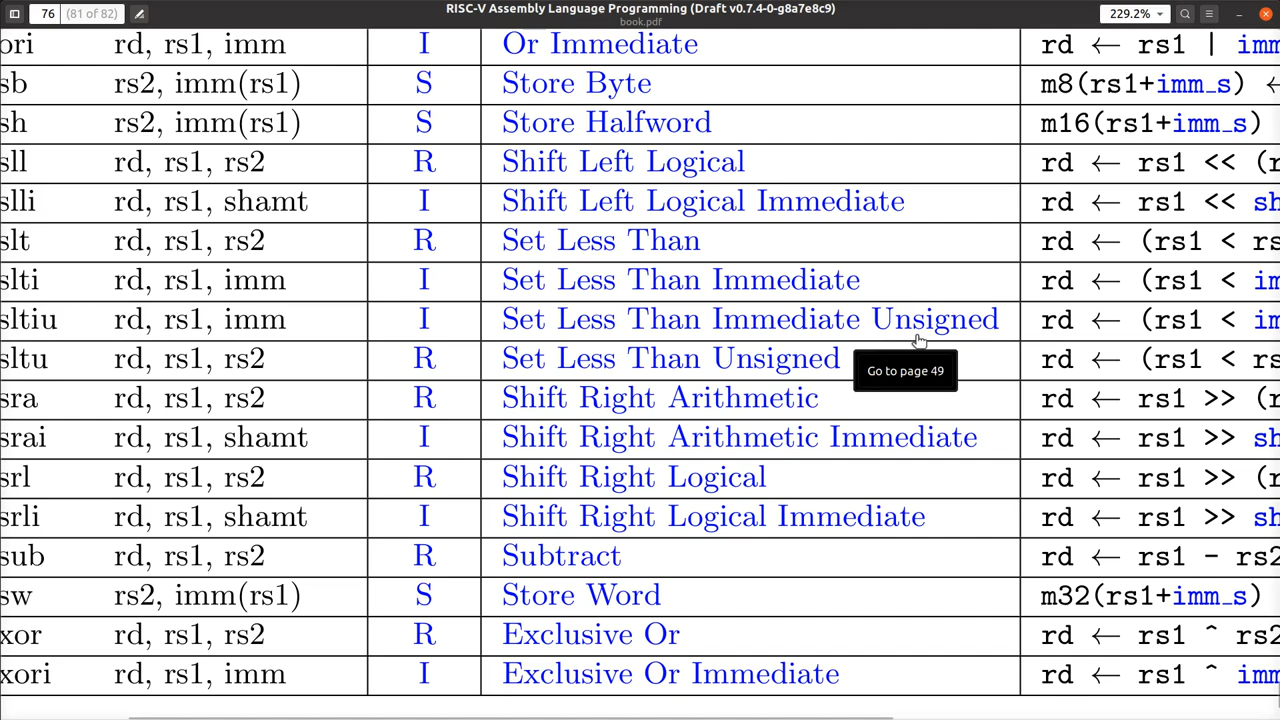 RISC-V Assembly Language Programming (Draft v0.7.4-0-g8a7e8c9)
book.pdf
76 (81 of 82) 229.2%
ori rd, rs1, imm I Or Immediate rd ← rs1 | imm
sb rs2, imm(rs1) S Store Byte m8(rs1+imm_s) ←
sh rs2, imm(rs1) S Store Halfword m16(rs1+imm_s)
sll rd, rs1, rs2 R Shift Left Logical rd ← rs1 << (r
slli rd, rs1, shamt I Shift Left Logical Immediate rd ← rs1 << sh
slt rd, rs1, rs2 R Set Less Than rd ← (rs1 < rs
slti rd, rs1, imm I Set Less Than Immediate rd ← (rs1 < im
sltiu rd, rs1, imm I Set Less Than Immediate Unsigned rd ← (rs1 < im
sltu rd, rs1, rs2 R Set Less Than Unsigned rd ← (rs1 < rs
Go to page 49
sra rd, rs1, rs2 R Shift Right Arithmetic rd ← rs1 >> (r
srai rd, rs1, shamt I Shift Right Arithmetic Immediate rd ← rs1 >> sh
srl rd, rs1, rs2 R Shift Right Logical rd ← rs1 >> (r
srli rd, rs1, shamt I Shift Right Logical Immediate rd ← rs1 >> sh
sub rd, rs1, rs2 R Subtract rd ← rs1 - rs2
sw rs2, imm(rs1) S Store Word m32(rs1+imm_s)
xor rd, rs1, rs2 R Exclusive Or rd ← rs1 ^ rs2
xori rd, rs1, imm I Exclusive Or Immediate rd ← rs1 ^ imm